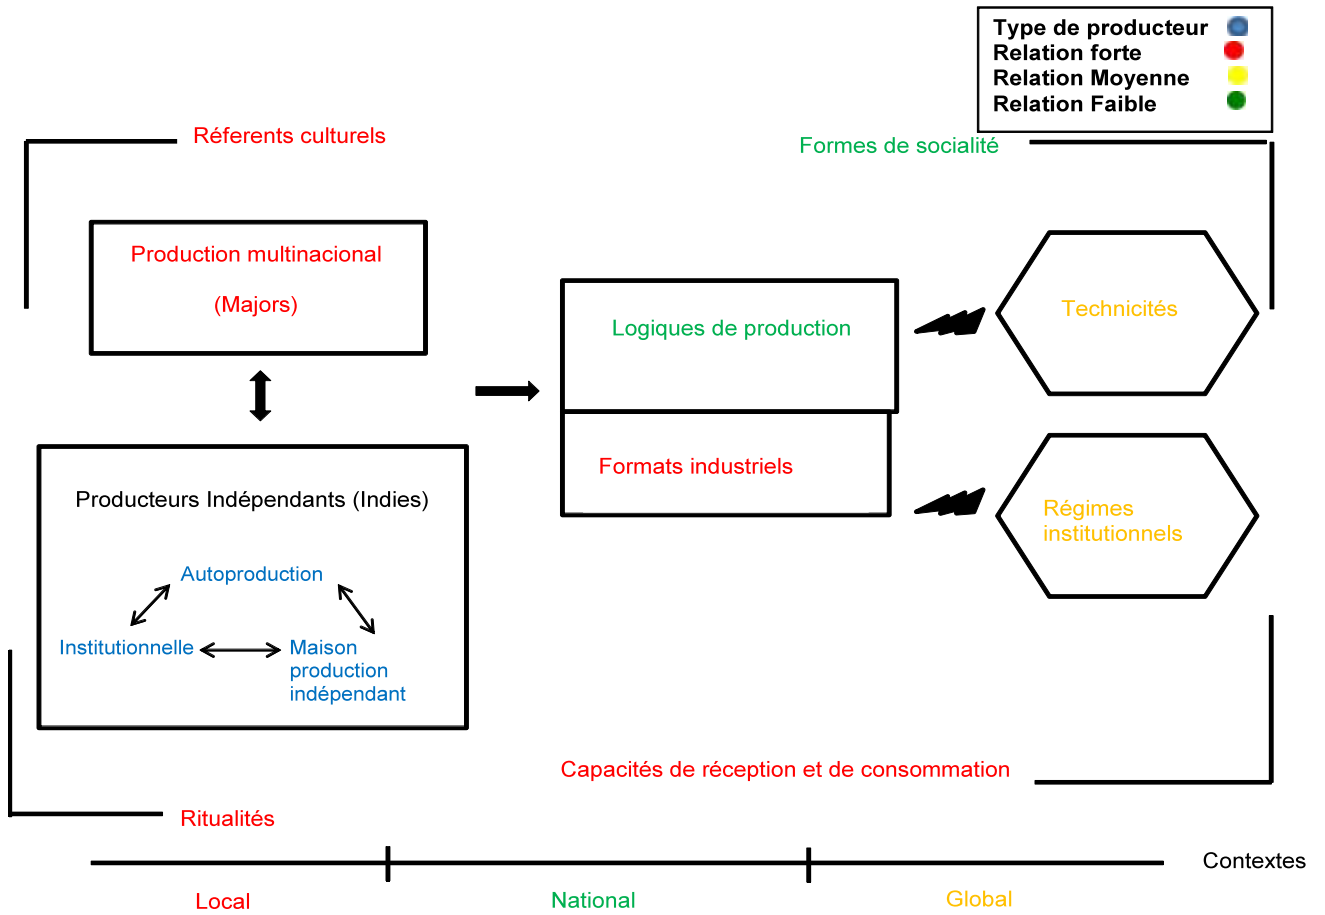 Type de producteur
Relation forte
Relation Moyenne
Relation Faible
Réferents culturels
Formes de socialité
Production multinacional
(Majors)
Logiques de production
Technicités
Formats industriels
Producteurs Indépendants (Indies)
Régimes
institutionnels
Autoproduction
Institutionnelle
Maison
production
indépendant
Capacités de réception et de consommation
Ritualités
Contextes
Local
National
Global